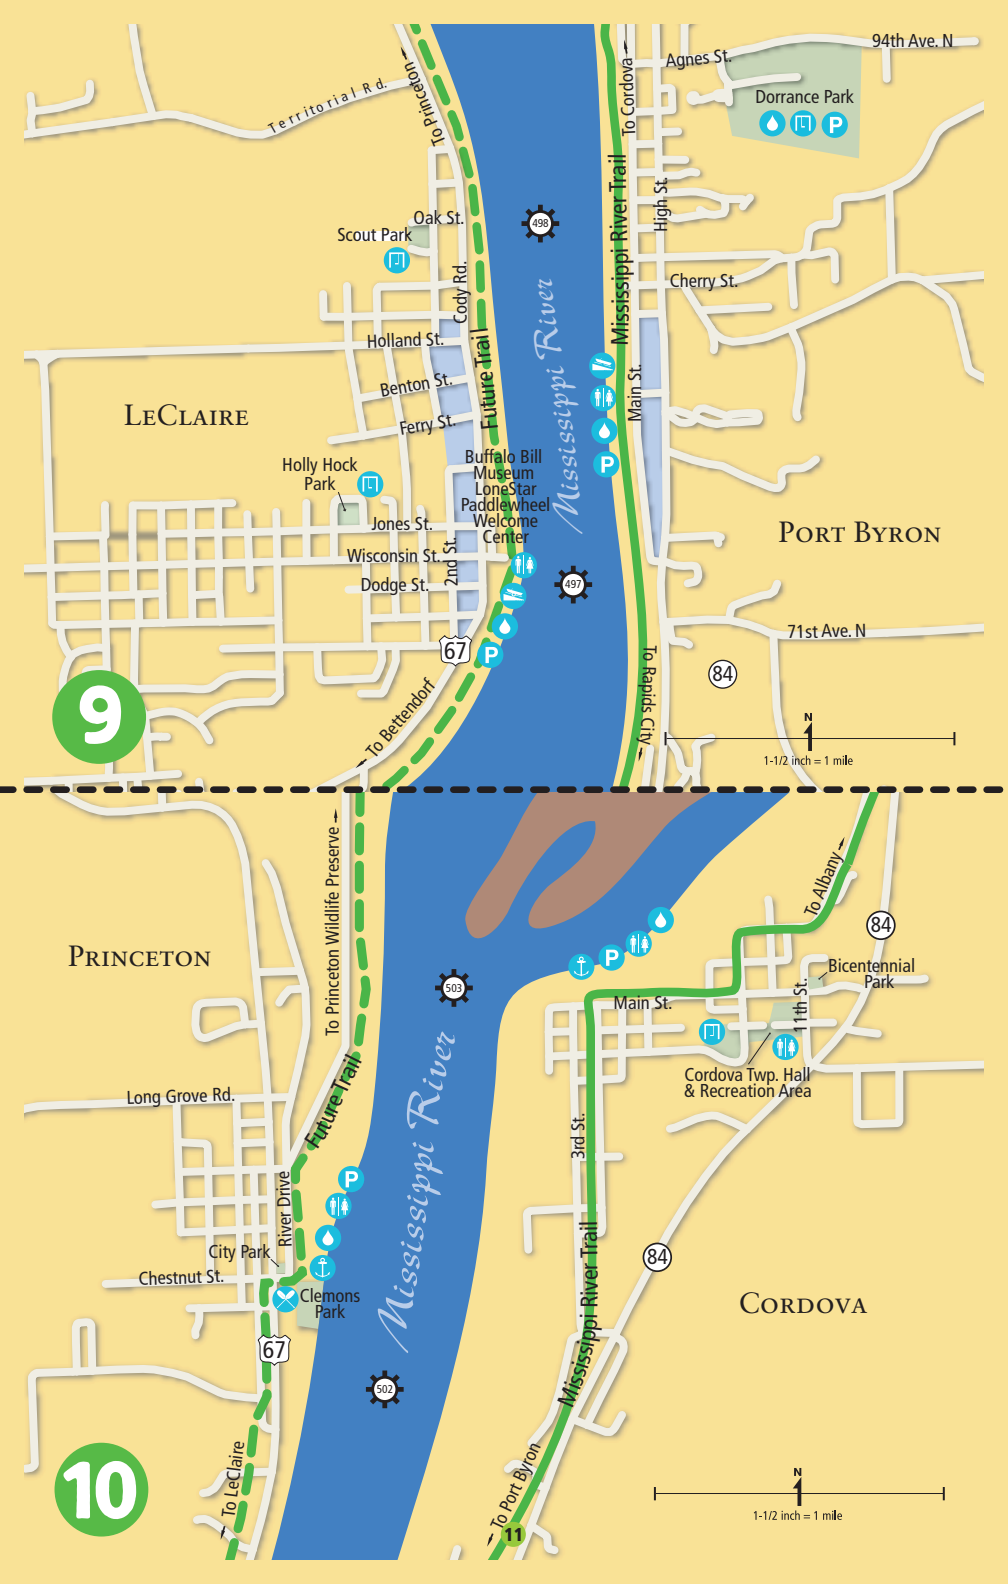 94th Ave. N
Agnes St.
To Cordova
To Princeton
Territorial Rd.
Dorrance Park
P
Mississippi River Trail
High St.
498
Oak St.
Scout Park
Cody Rd.
Cherry St.
Mississippi River
Holland St.
Future Trail
Main St.
Benton St.
LeClaire
Ferry St.
P
Buffalo Bill
Museum
LoneStar
Paddlewheel
Welcome
Center
Holly Hock
Park
Jones St.
Port Byron
Wisconsin St.
2nd St.
Dodge St.
497
67
P
71st Ave. N
84
To Rapids City
To Bettendorf
9
N
1-1/2 inch = 1 mile
To Princeton Wildlife Preserve
To Albany
84
Princeton
P
Bicentennial
Park
503
Main St.
11th St.
Mississippi River
Cordova Twp. Hall
& Recreation Area
Long Grove Rd.
Future Trail
3rd St.
P
River Drive
City Park
Chestnut St.
Clemons
Park
84
Mississippi River Trail
Cordova
67
502
10
To LeClaire
To Port Byron
11
N
1-1/2 inch = 1 mile